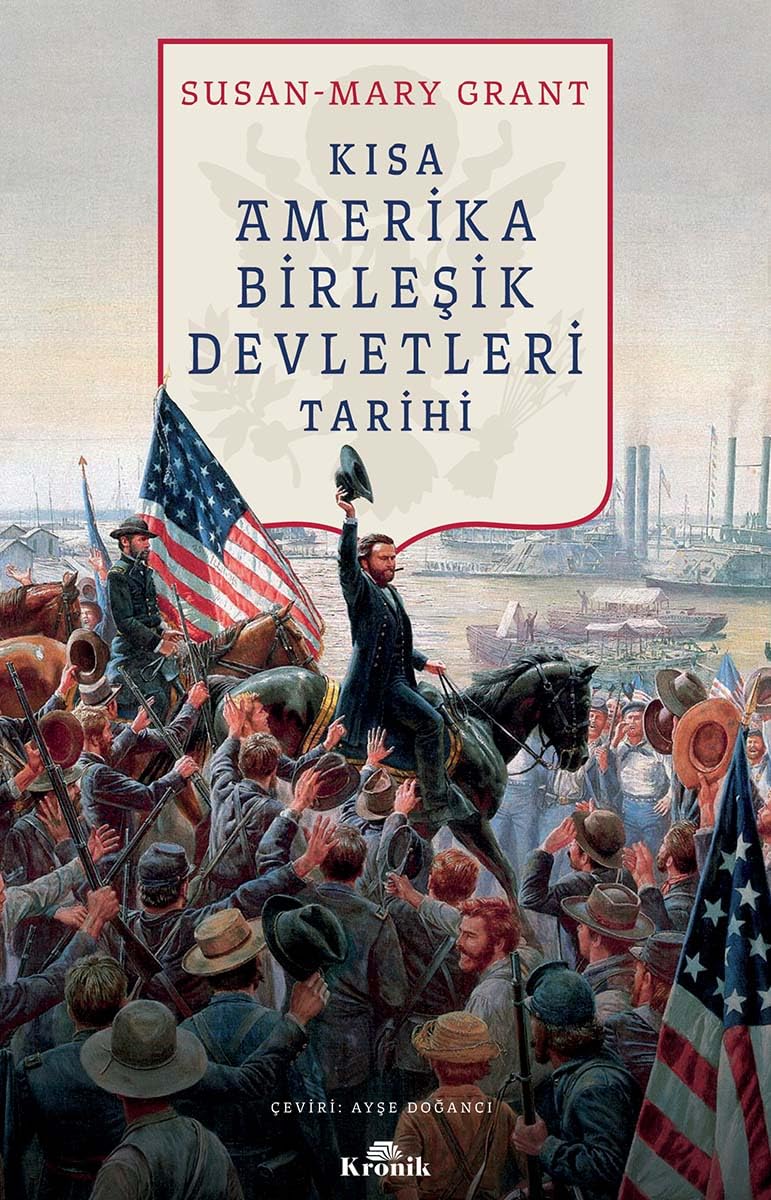 SUSAN-MARY GRANT
KISA
AMERİKA
BİRLEŞİK
DEVLETLERİ
TARİHİ
ÇEVİRİ: AYŞE DOĞANCI
Kronik